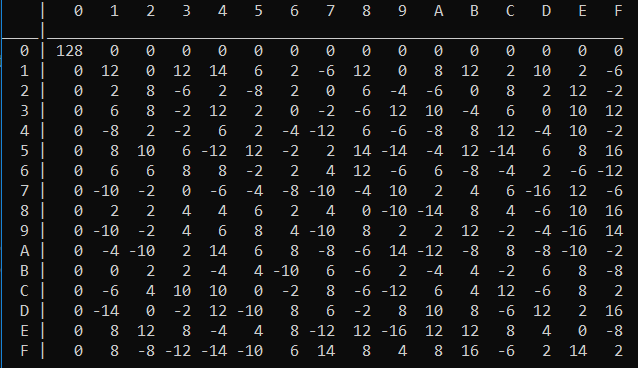 | 0 1 2 3 4 5 6 7 8 9 A B C D E F
____|____________________________________________________________________
0 | 128 0 0 0 0 0 0 0 0 0 0 0 0 0 0 0
1 | 0 12 0 12 14 6 2 -6 12 0 8 12 2 10 2 -6
2 | 0 2 8 -6 2 -8 2 0 6 -4 -6 0 8 2 12 -2
3 | 0 6 8 -2 12 2 0 -2 -6 12 10 -4 6 0 10 12
4 | 0 -8 2 -2 6 2 -4 -12 6 -6 -8 8 12 -4 10 -2
5 | 0 8 10 6 -12 12 -2 2 14 -14 -4 12 -14 6 8 16
6 | 0 6 6 8 8 -2 2 4 12 -6 6 -8 -4 2 -6 -12
7 | 0 -10 -2 0 -6 -4 -8 -10 -4 10 2 4 6 -16 12 -6
8 | 0 2 2 4 4 6 2 4 0 -10 -14 8 4 -6 10 16
9 | 0 -10 -2 4 6 8 4 -10 8 2 2 12 -2 -4 -16 14
A | 0 -4 -10 2 14 6 8 -8 -6 14 -12 -8 8 -8 -10 -2
B | 0 0 2 2 -4 4 -10 6 -6 2 -4 4 -2 6 8 -8
C | 0 -6 4 10 10 0 -2 8 -6 -12 6 4 12 -6 8 2
D | 0 -14 0 -2 12 -10 8 6 -2 8 10 8 -6 12 2 16
E | 0 8 12 8 -4 4 8 -12 12 -16 12 12 8 4 0 -8
F | 0 8 -8 -12 -14 -10 6 14 8 4 8 16 -6 2 14 2